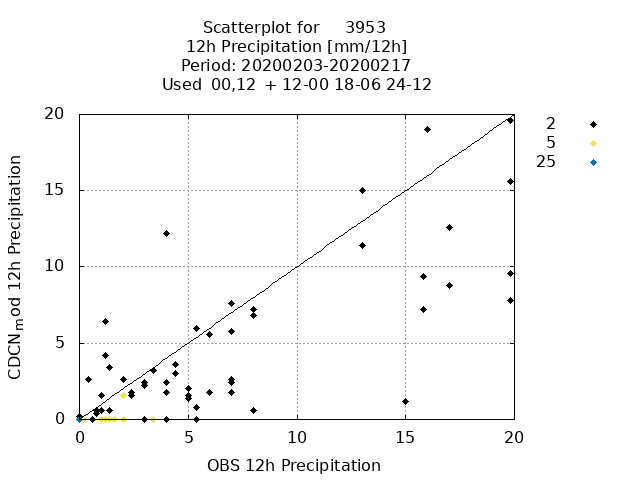 Scatterplot for 3953
12h Precipitation [mm/12h]
Period: 20200203-20200217
Used 00,12 + 12-00 18-06 24-12
20
15
10
5
0
CDCN_mod 12h Precipitation
0 5 10 15 20
OBS 12h Precipitation
2
5
25